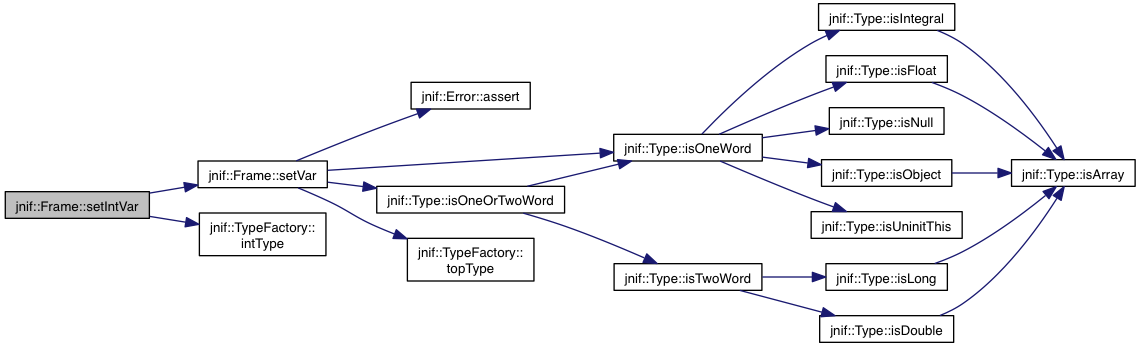 jnif::Frame::setIntVar
jnif::Frame::setVar
jnif::TypeFactory::
intType
jnif::Error::assert
jnif::Type::isOneOrTwoWord
jnif::TypeFactory::
topType
jnif::Type::isOneWord
jnif::Type::isTwoWord
jnif::Type::isIntegral
jnif::Type::isFloat
jnif::Type::isNull
jnif::Type::isObject
jnif::Type::isUninitThis
jnif::Type::isLong
jnif::Type::isDouble
jnif::Type::isArray